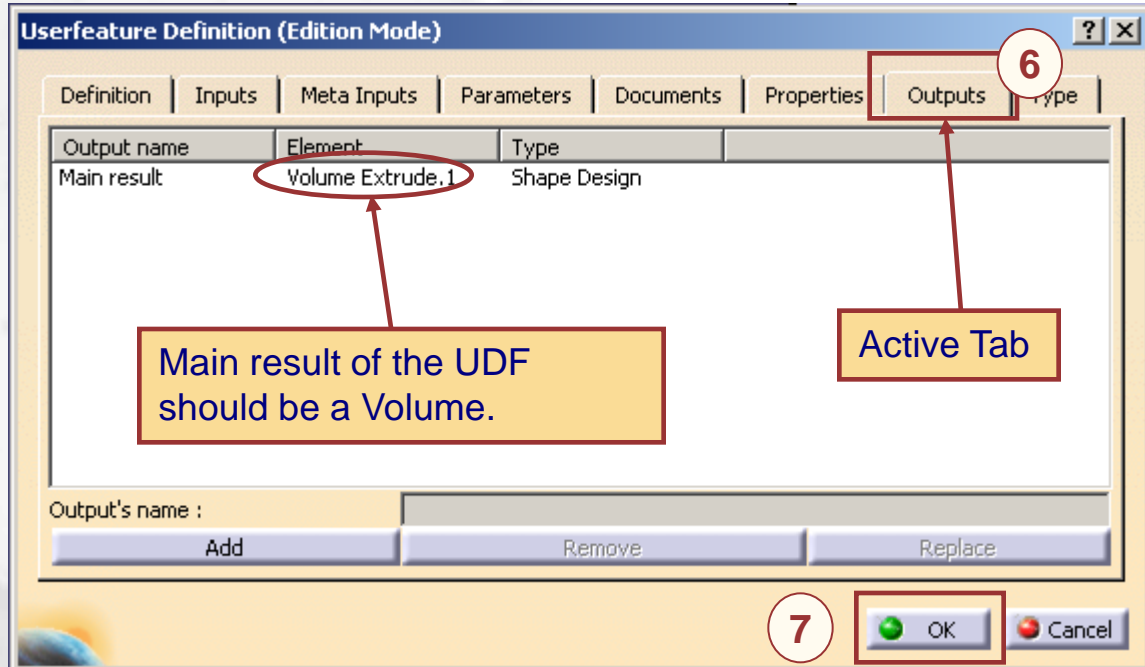 Userfeature Definition (Edition Mode)
?
6
Definition Inputs Meta Inputs Parameters Documents Properties Outputs Type
Output name Element Type
Main result Volume Extrude.1 Shape Design
Main result of the UDF
should be a Volume.
Active Tab
Output's name :
Add Remove Replace
7
OK Cancel